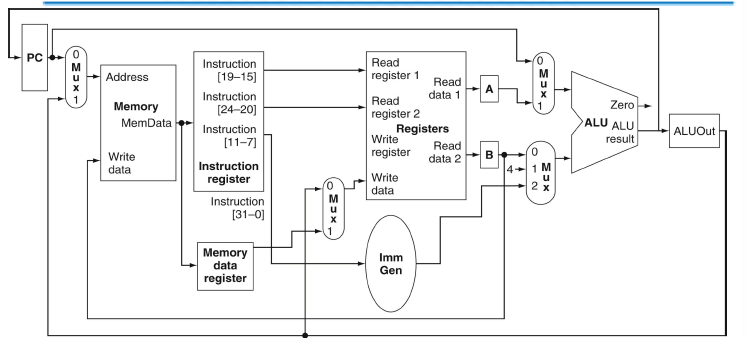 PC
0
M
u
x
1
Address
Memory
MemData
Write
data
Instruction
[19–15]
Instruction
[24–20]
Instruction
[11–7]
Instruction
register
Instruction
[31–0]
Memory
data
register
0
M
u
x
1
Read
register 1
Read
register 2
Registers
Write
register
Write
data
Read
data 1
Read
data 2
Imm
Gen
A
B
4
0
M
u
x
1
0
1 M
u
2 x
Zero
ALU
ALU
result
ALUOut